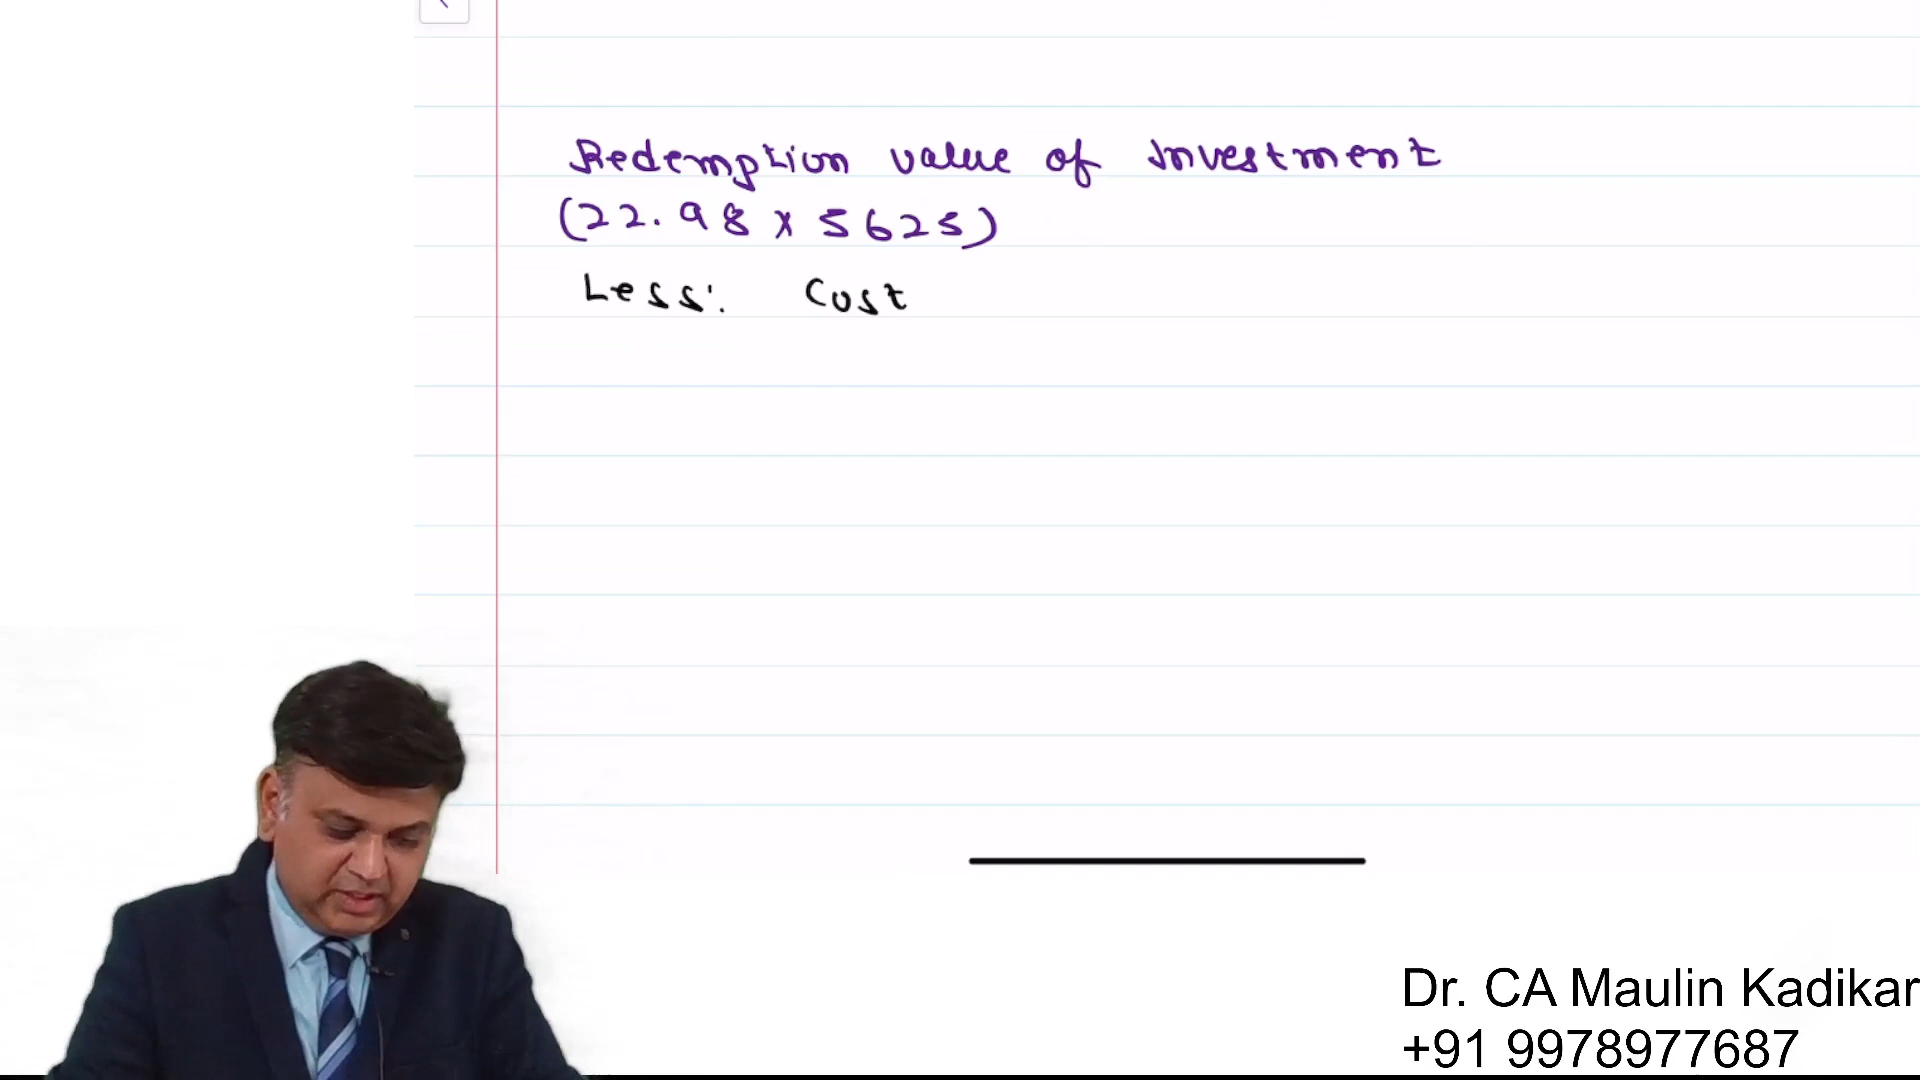 Redemption value of Investment
(22.98 x 5625)
Less: Cost
Dr. CA Maulin Kadikar
+91 9978977687